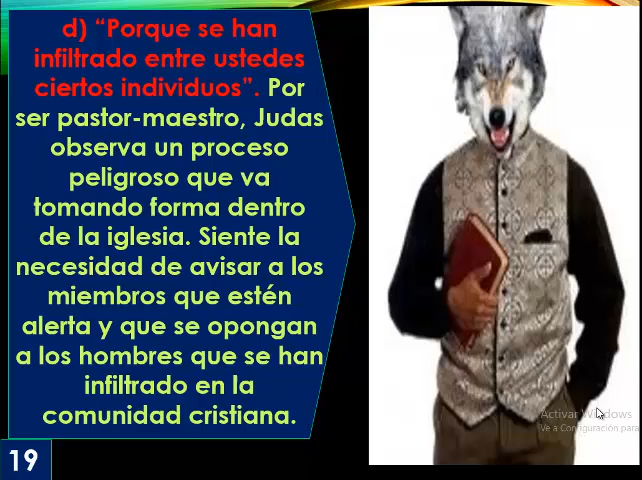 d) “Porque se han
infiltrado entre ustedes
ciertos individuos”. Por
ser pastor-maestro, Judas
observa un proceso
peligroso que va
tomando forma dentro
de la iglesia. Siente la
necesidad de avisar a los
miembros que estén
alerta y que se opongan
a los hombres que se han
infiltrado en la
comunidad cristiana.
19
Activar Windows
Ve a Configuración para